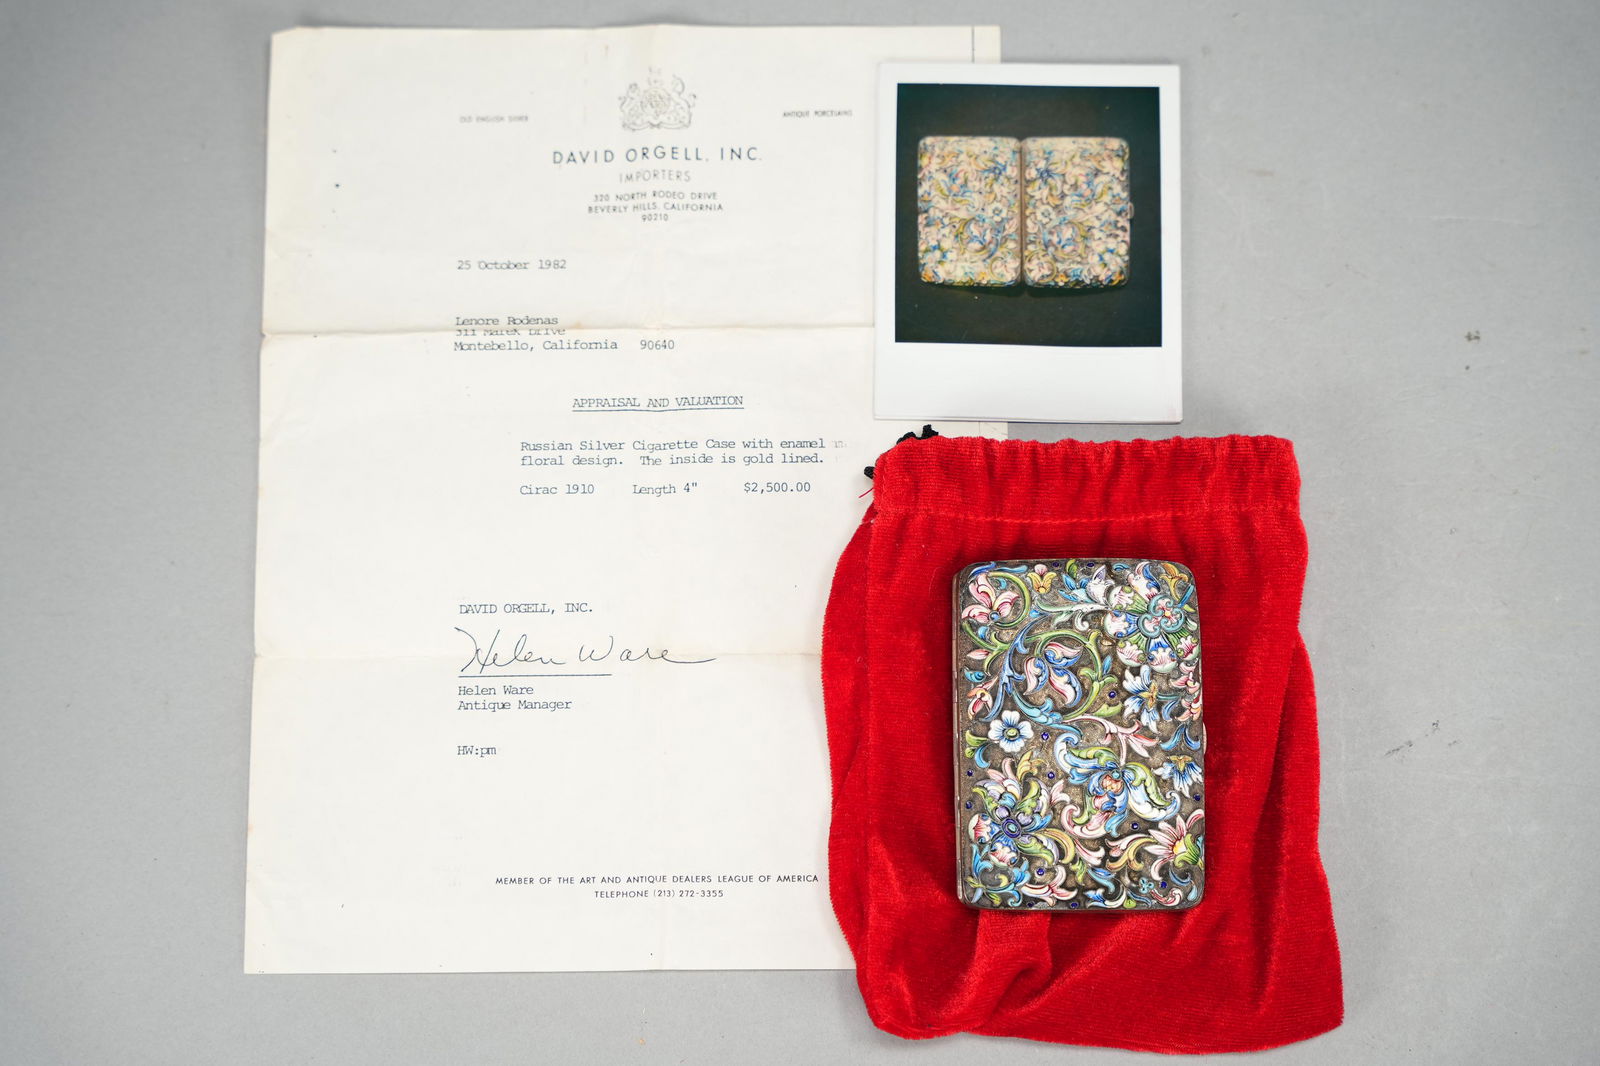 OLD ENGLISH SILVER
ANTIQUE PORCELAINS
DAVID ORGELL, INC.
IMPORTERS
320 NORTH RODEO DRIVE
BEVERLY HILLS, CALIFORNIA
90210
25 October 1982
Lenore Rodenas
311 Marek Drive
Montebello, California 90640
APPRAISAL AND VALUATION
Russian Silver Cigarette Case with enamel
floral design. The inside is gold lined.
Cirac 1910 Length 4" $2,500.00
DAVID ORGELL, INC.
Helen Ware
Helen Ware
Antique Manager
HW:pm
MEMBER OF THE ART AND ANTIQUE DEALERS LEAGUE OF AMERICA
TELEPHONE (213) 272-3355